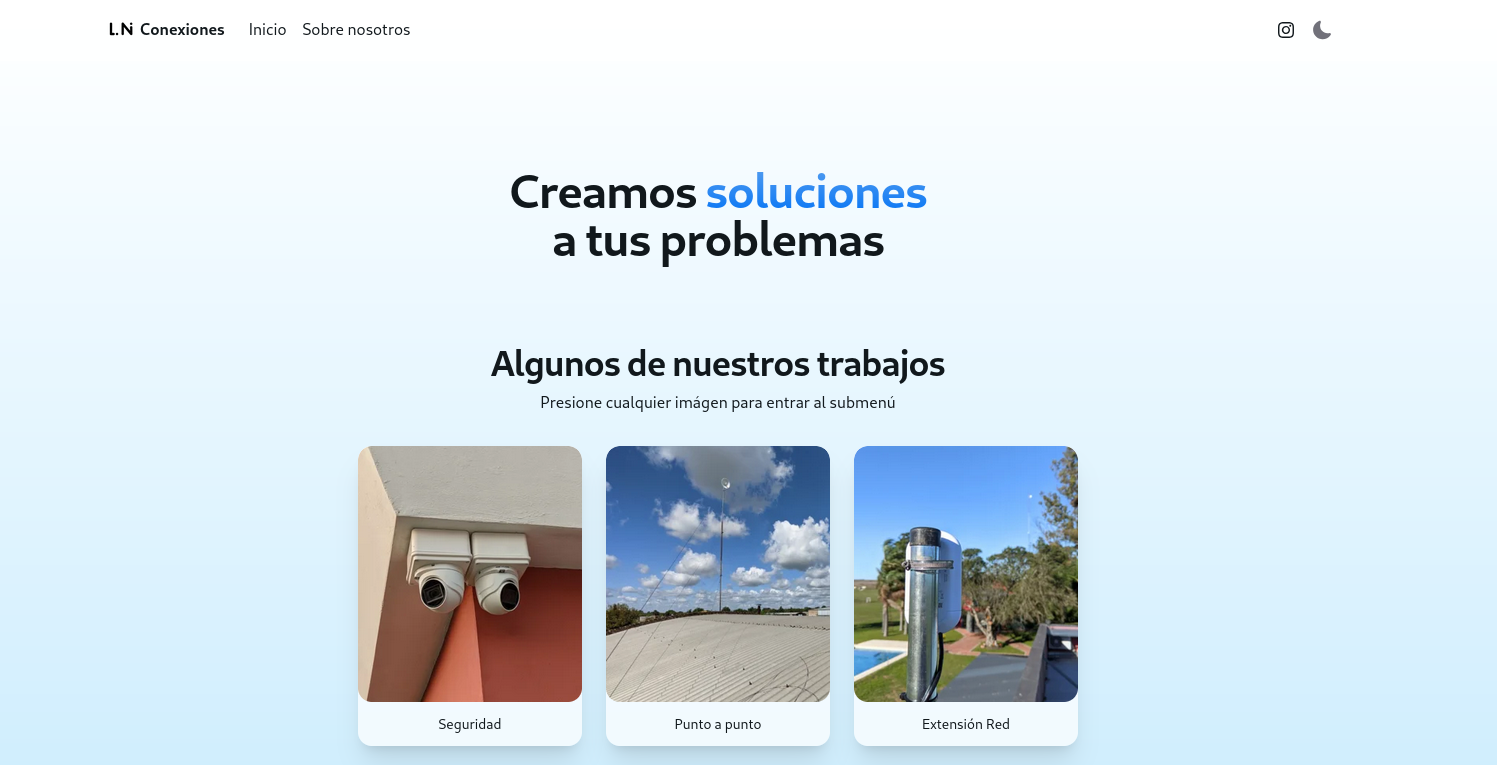 L.N Conexiones Inicio Sobre nosotros
Creamos soluciones
a tus problemas
Algunos de nuestros trabajos
Presione cualquier imágen para entrar al submenú
Seguridad
Punto a punto
Extensión Red